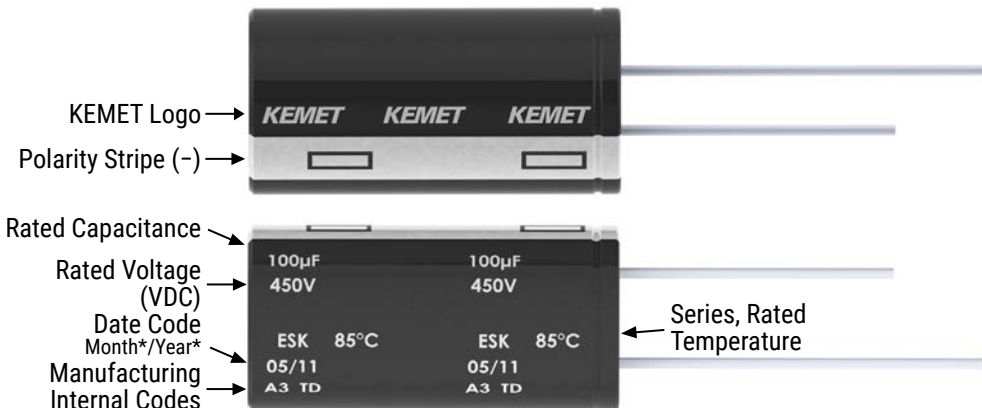 KEMET Logo
KEMET KEMET KEMET
Polarity Stripe (-)
Rated Capacitance
100µF 100µF
Rated Voltage
(VDC)
450V 450V
Date Code
Month*/Year*
ESK 85°C ESK 85°C
Series, Rated
Temperature
05/11 05/11
Manufacturing
Internal Codes
A3 TD A3 TD